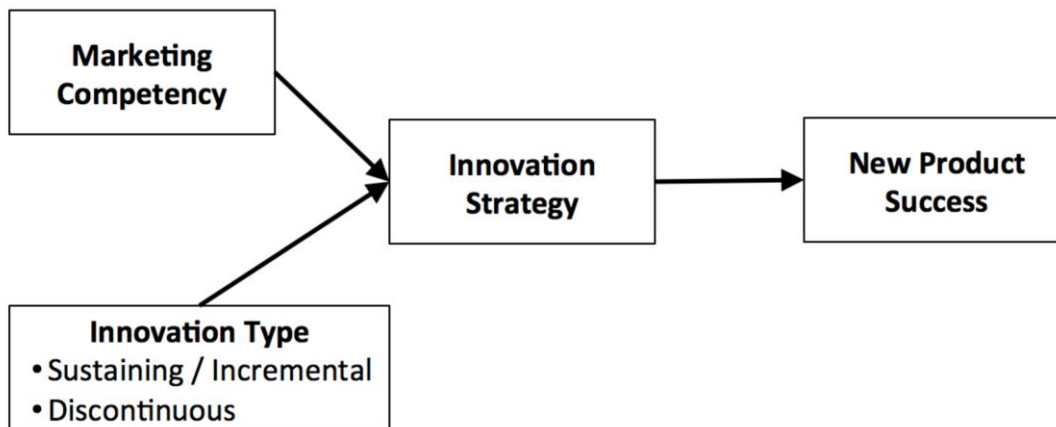 Marketing
Competency
Innovation
Strategy
New Product
Success
Innovation Type
• Sustaining / Incremental
• Discontinuous